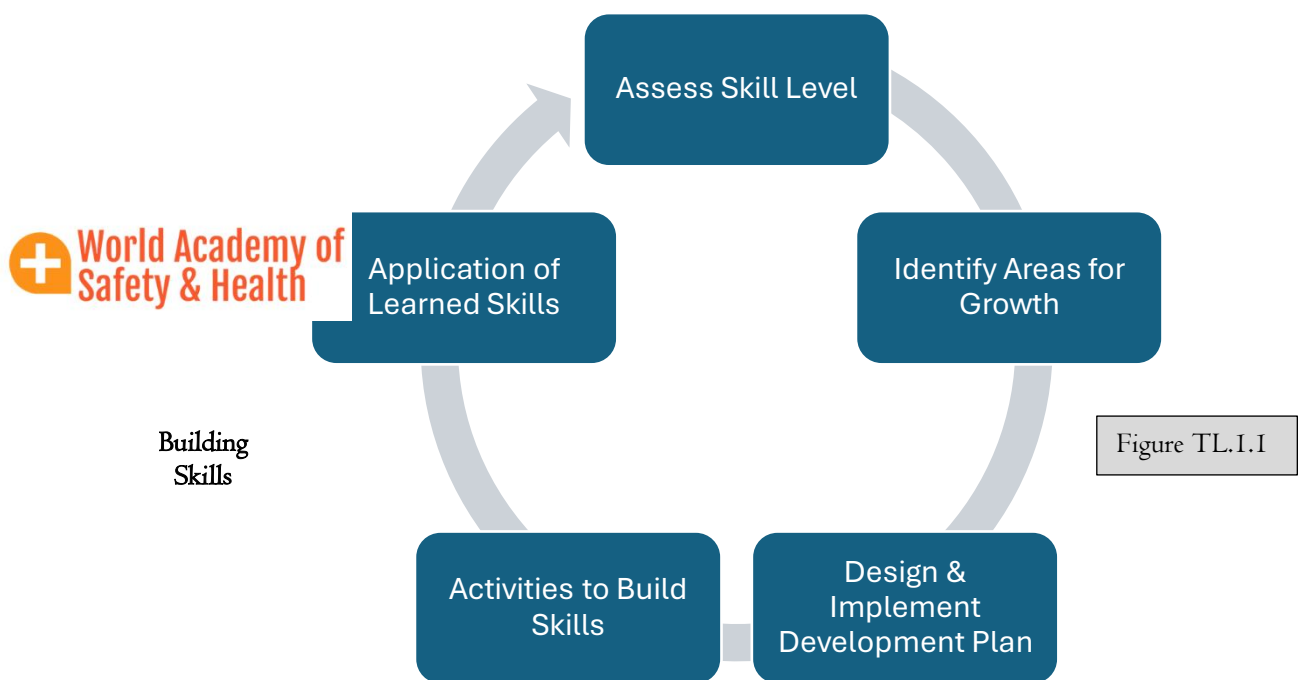 Assess Skill Level
World Academy of
Safety & Health
Application of
Learned Skills
Identify Areas for
Growth
Building
Skills
Figure TL.1.1
Activities to Build
Skills
Design &
Implement
Development Plan